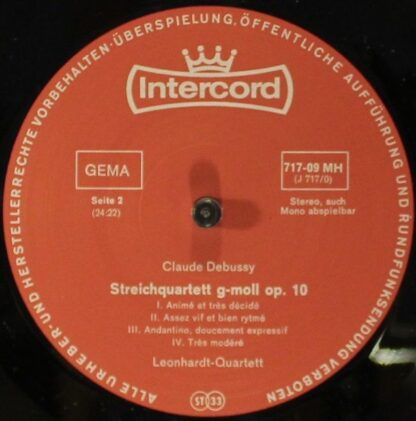 ALLE URHEBER- UND HERSTELLERRECHTE VORBEHALTEN·ÜBERSPIELUNG. ÖFFENTLICHE AUFFÜHRUNG UND RUNDFUNKSENDUNG VERBOTEN
Intercord
GEMA
717-09 MH
(J 717/9)
Seite 2
(24:22)
Stereo, auch
Mono abspielbar
Claude Debussy
Streichquartett g-moll op. 10
I. Animé et très décidé
II. Assez vif et bien rytmé
III. Andantino, doucement expressif
IV. Très modéré
Leonhardt-Quartett
ST 33